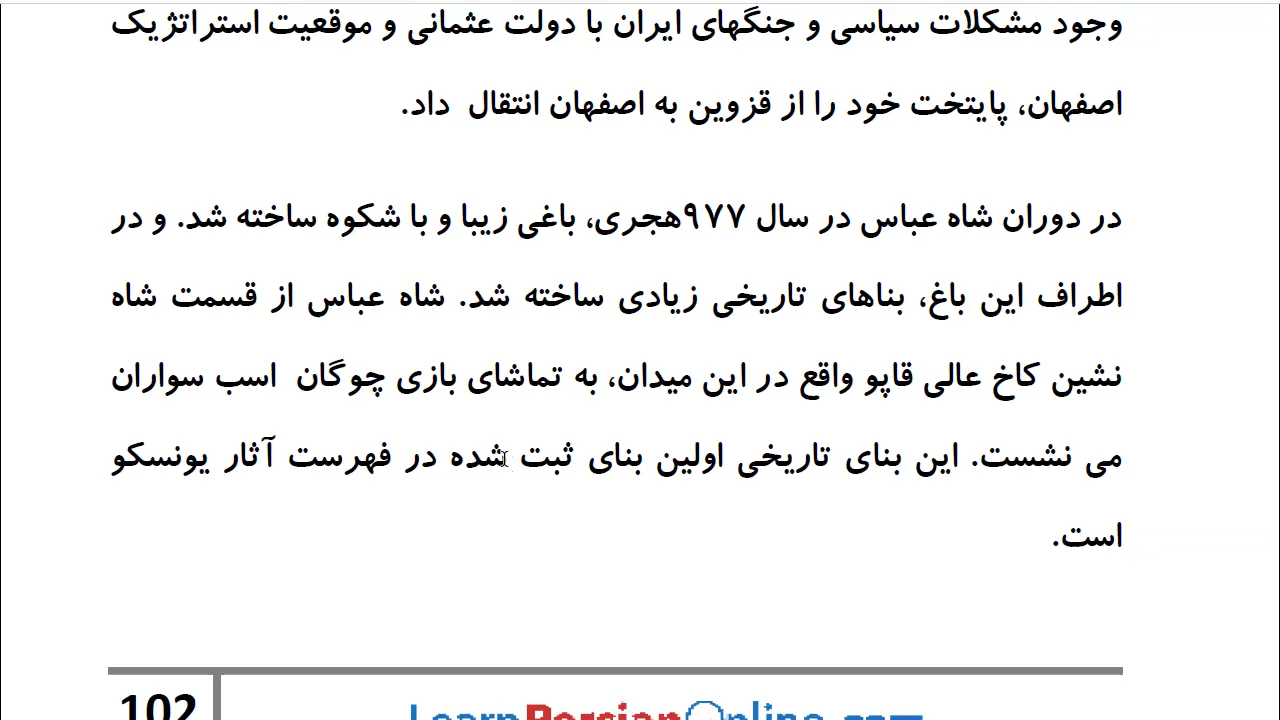 وجود مشکلات سیاسی و جنگهای ایران با دولت عثمانی و موقعیت استراتژیک
اصفهان، پایتخت خود را از قزوین به اصفهان انتقال داد.
در دوران شاه عباس در سال ۹۷۷هجری، باغی زیبا و با شکوه ساخته شد. و در
اطراف این باغ، بناهای تاریخی زیادی ساخته شد. شاه عباس از قسمت شاه
نشین کاخ عالی قاپو واقع در این میدان، به تماشای بازی چوگان اسب سواران
می نشست. این بنای تاریخی اولین بنای ثبت شده در فهرست آثار یونسکو
است.
102
LearnPersianOnline.com